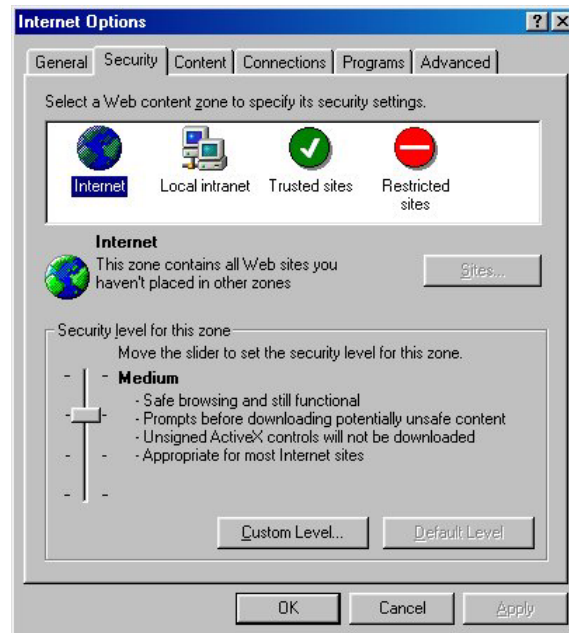 Internet Options
General Security Content Connections Programs Advanced
Select a Web content zone to specify its security settings.
Internet Local intranet Trusted sites Restricted
sites
Internet
This zone contains all Web sites you
haven't placed in other zones
Sites...
Security level for this zone
Move the slider to set the security level for this zone.
Medium
- Safe browsing and still functional
- Prompts before downloading potentially unsafe content
- Unsigned ActiveX controls will not be downloaded
- Appropriate for most Internet sites
Custom Level... Default Level
OK Cancel Apply